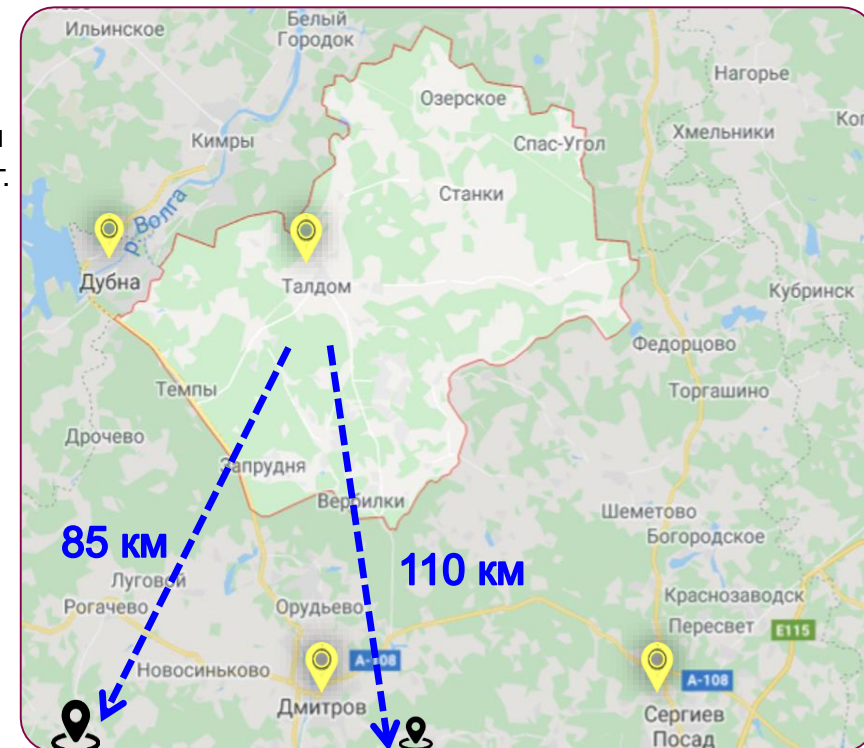 Ильинское
Белый
Городок
Нагорье
Озерское
Кимры
Спас-Угол
Хмельники
т.
Станки
р. Волга
Дубна
Талдом
Кубринск
Федорцово
Темпы
Торгашино
Дрочево
Запрудня
Вербилки
Шеметово
Богородское
85 км
110 км
Луговой
Рогачево
Орудьево
Краснозаводск
Пересвет
E115
А-108
Новосиньково
А-108
Дмитров
Сергиев
Посад